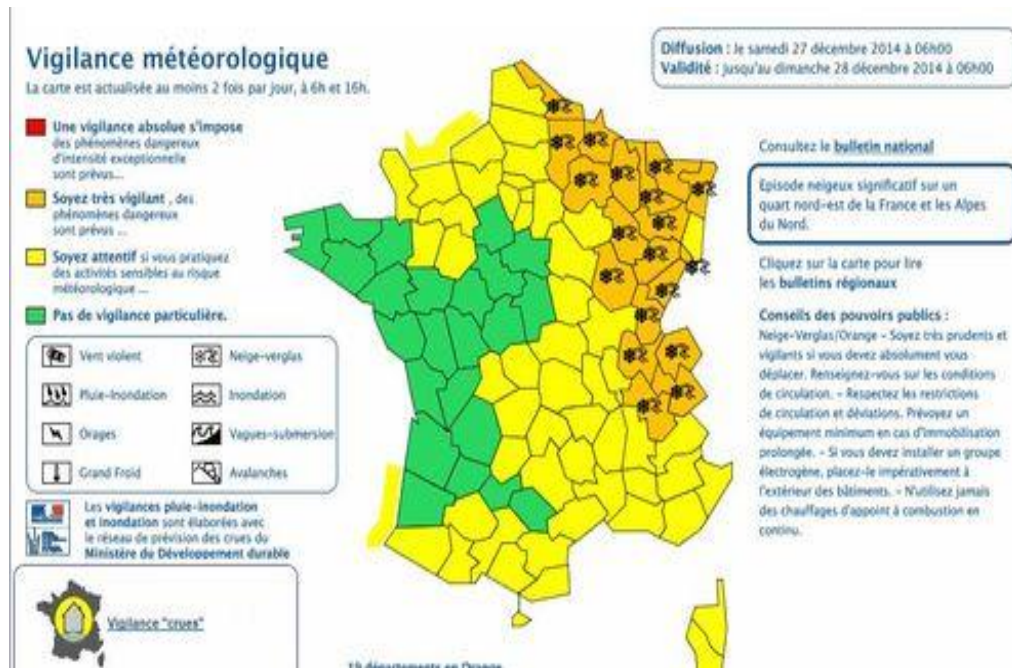 Vigilance météorologique
La carte est actualisée au moins 2 fois par jour, à 6h et 16h.
Diffusion : le samedi 27 décembre 2014 à 06h00
Validité : jusqu'au dimanche 28 décembre 2014 à 06h00
Une vigilance absolue s'impose
des phénomènes dangereux
d'intensité exceptionnelle
sont prévus...
Soyez très vigilant , des
phénomènes dangereux
sont prévus ...
Soyez attentif si vous pratiquez
des activités sensibles au risque
météorologique ...
Pas de vigilance particulière.
Vent violent
Neige-verglas
Pluie-Inondation
Inondation
Orages
Vagues-submersion
Grand Froid
Avalanches
Les vigilances pluie-inondation
et inondation sont élaborées avec
le réseau de prévision des crues du
Ministère du Développement durable
Vigilance "crues"
Consultez le bulletin national
Episode neigeux significatif sur un
quart nord-est de la France et les Alpes
du Nord.
Cliquez sur la carte pour lire
les bulletins régionaux
Conseils des pouvoirs publics :
Neige-Verglas/Orange - Soyez très prudents et
vigilants si vous devez absolument vous
déplacer. Renseignez-vous sur les conditions
de circulation. - Respectez les restrictions
de circulation et déviations. Prévoyez un
équipement minimum en cas d'immobilisation
prolongée. - Si vous devez installer un groupe
électrogène, placez-le impérativement à
l'extérieur des bâtiments. - N'utilisez jamais
des chauffages d'appoint à combustion en
continu.
19 départements en Orange